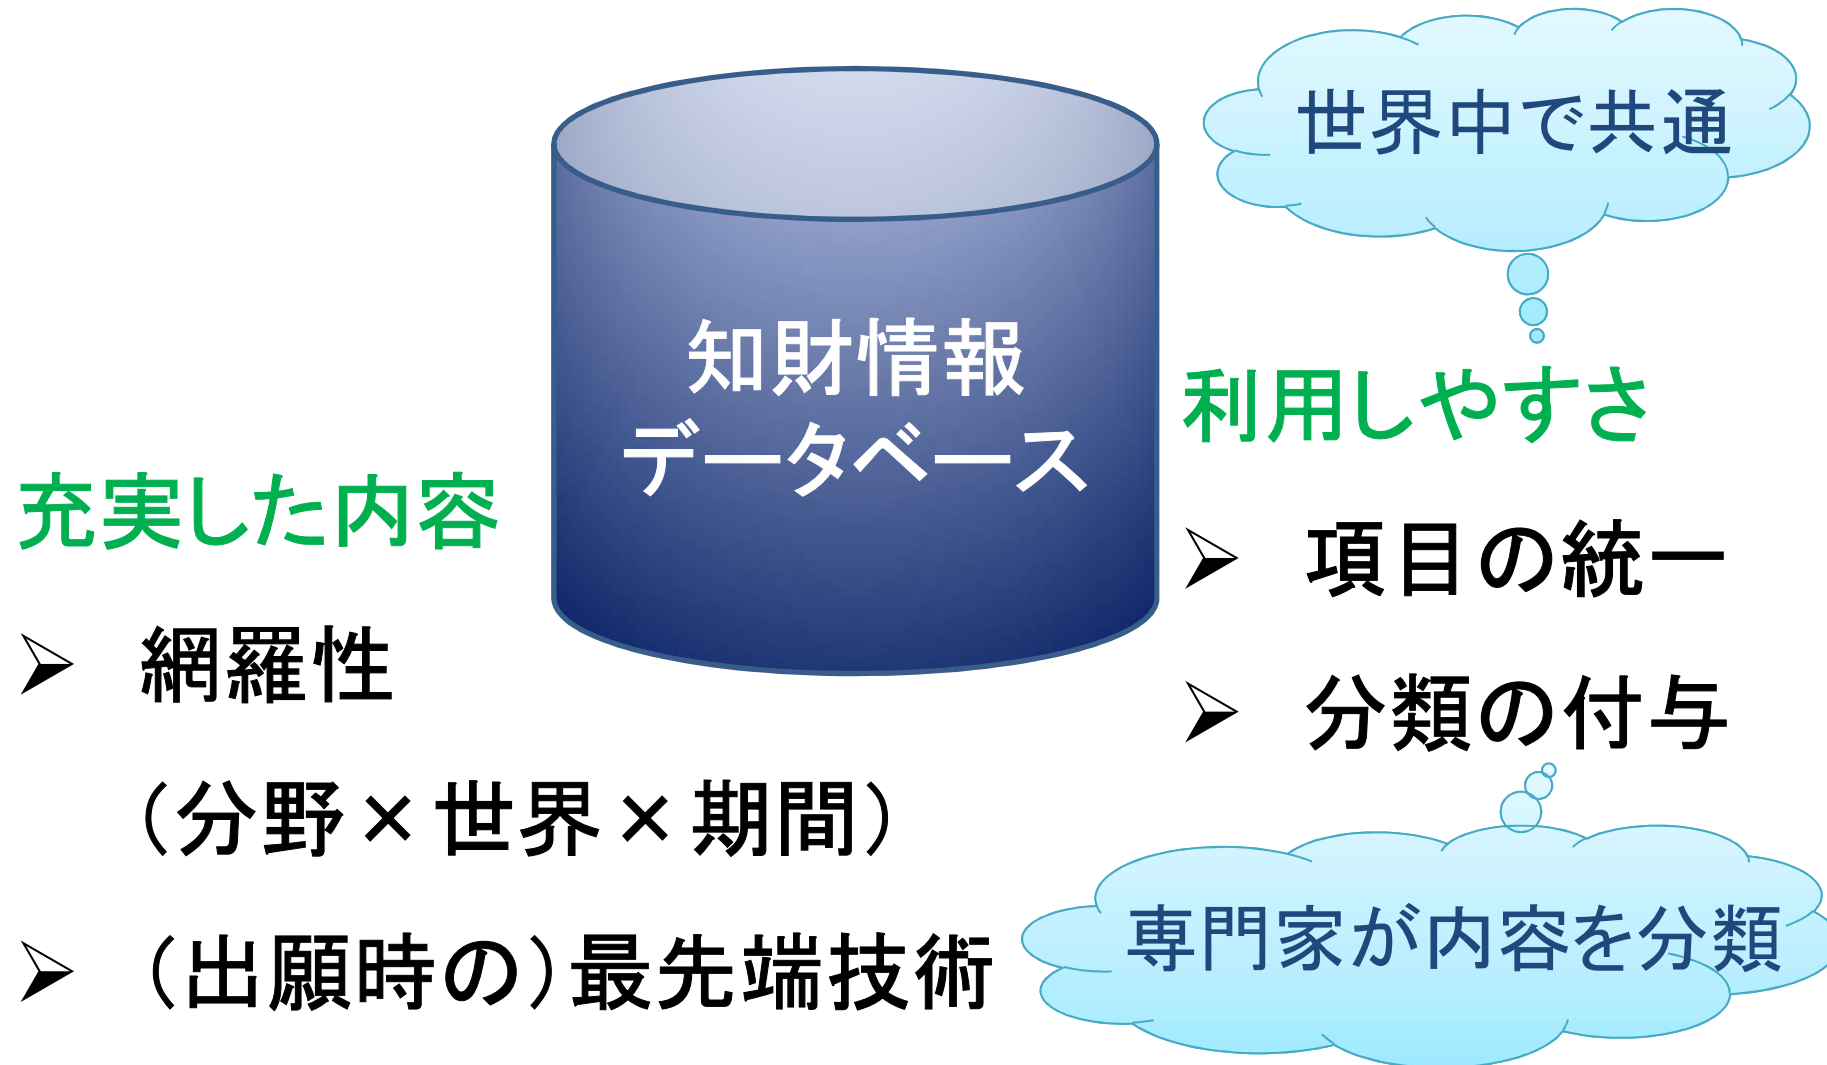 知財情報
データベース
充実した内容
➢ 網羅性
（分野×世界×期間）
➢ （出願時の）最先端技術
世界中で共通
利用しやすさ
➢ 項目の統一
➢ 分類の付与
専門家が内容を分類